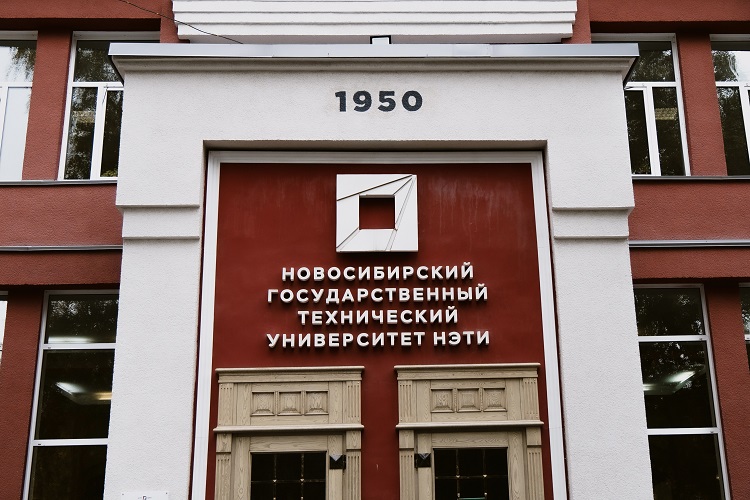 1950
НОВОСИБИРСКИЙ
ГОСУДАРСТВЕННЫЙ
ТЕХНИЧЕСКИЙ
УНИВЕРСИТЕТ НЭТИ